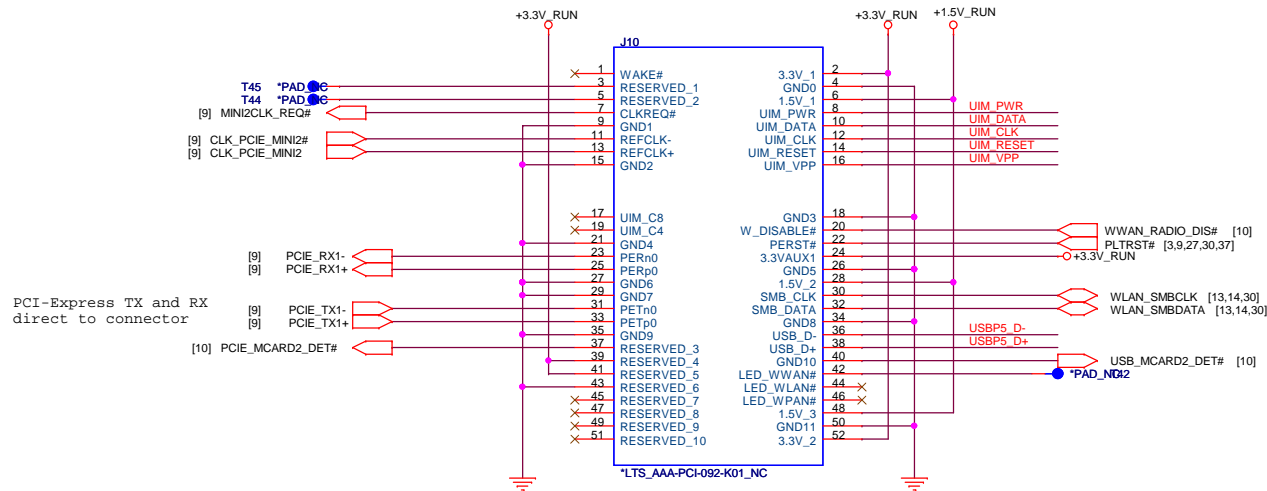 +3.3V_RUN
+3.3V_RUN
+1.5V_RUN
J10
1 WAKE# 3.3V_1 2
T45 *PAD_NC 3 RESERVED_1 GND0 4
T44 *PAD_NC 5 RESERVED_2 1.5V_1 6
[9] MINI2CLK_REQ# 7 CLKREQ# UIM_PWR 8 UIM_PWR
9 GND1 UIM_DATA 10 UIM_DATA
[9] CLK_PCIE_MINI2# 11 REFCLK- UIM_CLK 12 UIM_CLK
[9] CLK_PCIE_MINI2 13 REFCLK+ UIM_RESET 14 UIM_RESET
15 GND2 UIM_VPP 16 UIM_VPP
17 UIM_C8 GND3 18
19 UIM_C4 W_DISABLE# 20 WWAN_RADIO_DIS# [10]
21 GND4 PERST# 22 PLTRST# [3,9,27,30,37]
[9] PCIE_RX1- 23 PERn0 3.3VAUX1 24 +3.3V_RUN
[9] PCIE_RX1+ 25 PERp0 GND5 26
27 GND6 1.5V_2 28
29 GND7 SMB_CLK 30 WLAN_SMBCLK [13,14,30]
PCI-Express TX and RX
direct to connector
[9] PCIE_TX1- 31 PETn0 SMB_DATA 32 WLAN_SMBDATA [13,14,30]
[9] PCIE_TX1+ 33 PETp0 GND8 34
35 GND9 USB_D- 36 USBP5_D-
[10] PCIE_MCARD2_DET# 37 RESERVED_3 USB_D+ 38 USBP5_D+
39 RESERVED_4 GND10 40 USB_MCARD2_DET# [10]
41 RESERVED_5 LED_WWAN# 42 *PAD_NC T42
43 RESERVED_6 LED_WLAN# 44
45 RESERVED_7 LED_WPAN# 46
47 RESERVED_8 1.5V_3 48
49 RESERVED_9 GND11 50
51 RESERVED_10 3.3V_2 52
*LTS_AAA-PCI-092-K01_NC